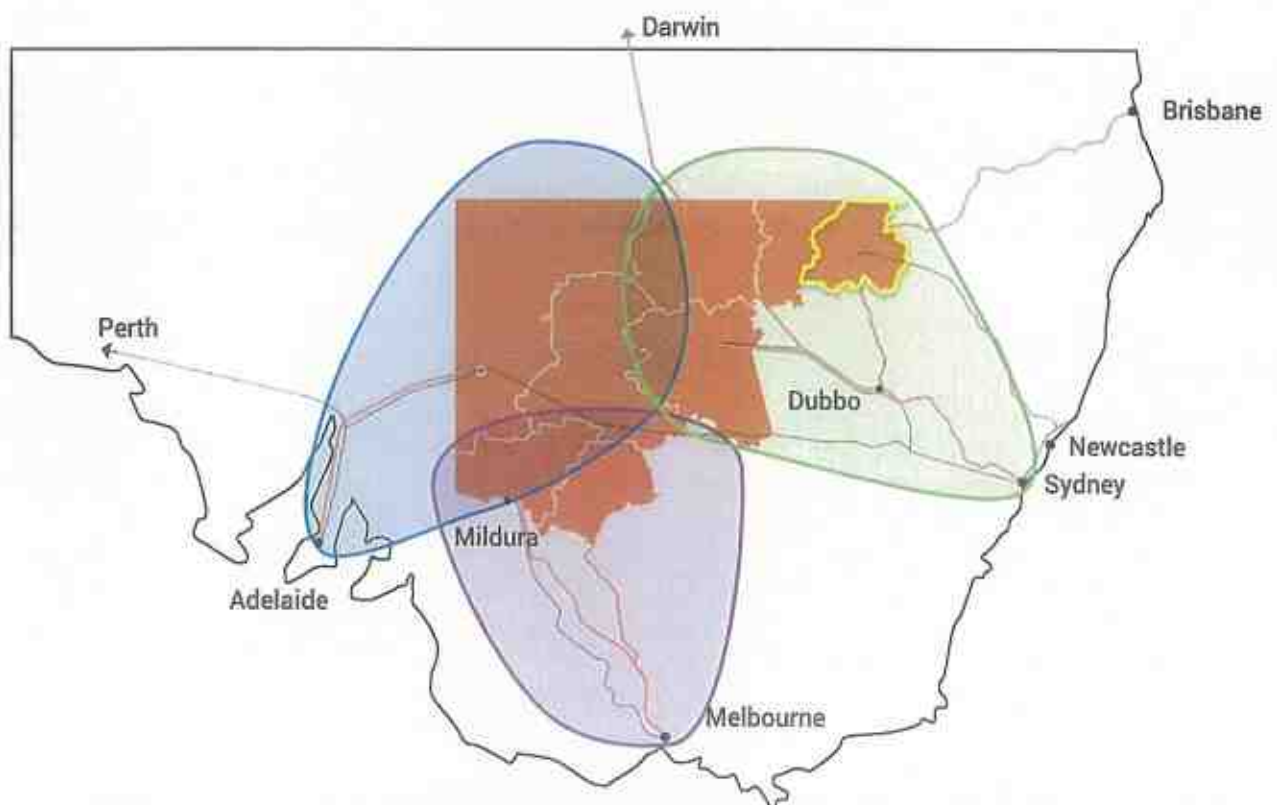 Darwin
Brisbane
Perth
Dubbo
Newcastle
Sydney
Mildura
Adelaide
Melbourne